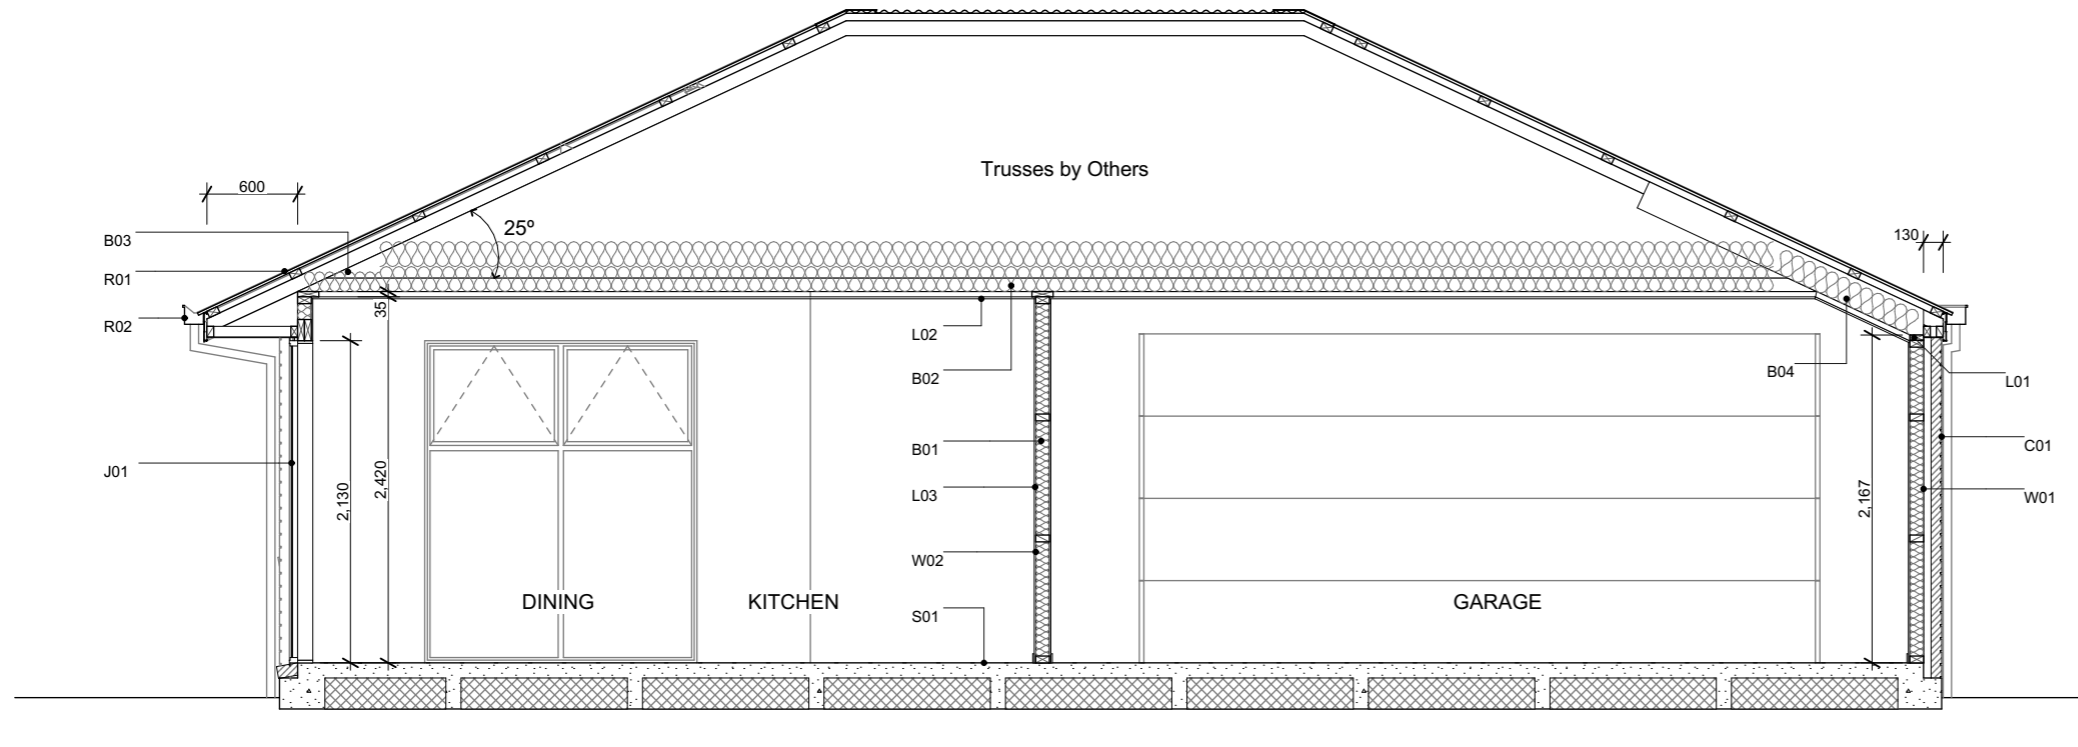 Trusses by Others
600
25º
B03
130
R01
R02
35
L02
B02
B04
L01
B01
C01
J01
2,420
2,130
L03
2,167
W01
W02
DINING
KITCHEN
GARAGE
S01